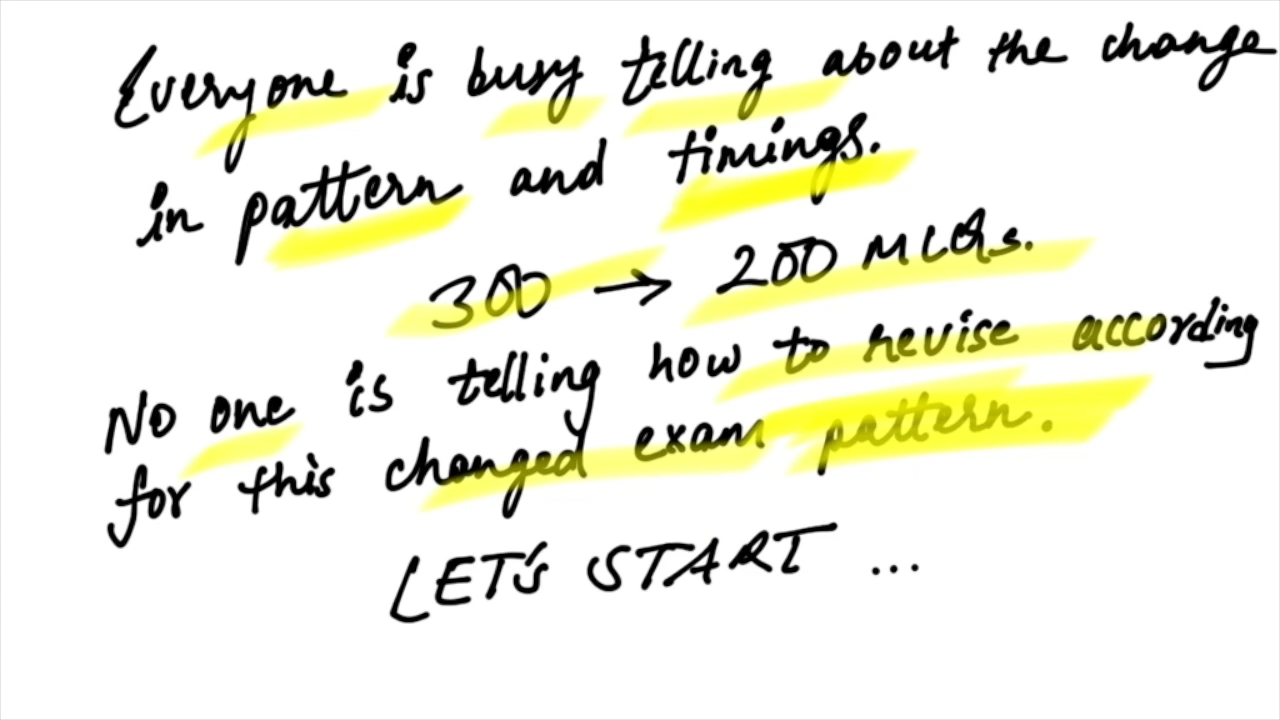 Everyone is busy telling about the change
in pattern and timings.
300 → 200 MCQs.
No one is telling how to revise according
for this changed exam pattern.
LET's START ...